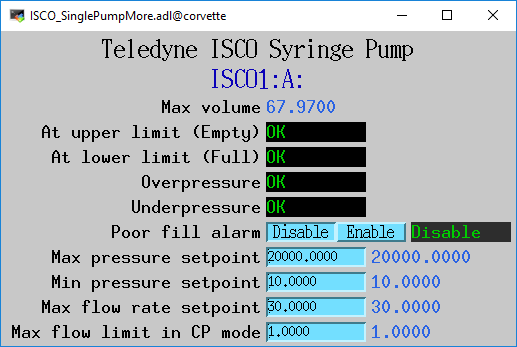 ISCO_SinglePumpMore.adl@corvette
Teledyne ISCO Syringe Pump
ISCO1:A:
Max volume 67.9700
At upper limit (Empty) OK
At lower limit (Full) OK
Overpressure OK
Underpressure OK
Poor fill alarm Disable Enable Disable
Max pressure setpoint 20000.0000 20000.0000
Min pressure setpoint 10.0000 10.0000
Max flow rate setpoint 30.0000 30.0000
Max flow limit in CP mode 1.0000 1.0000